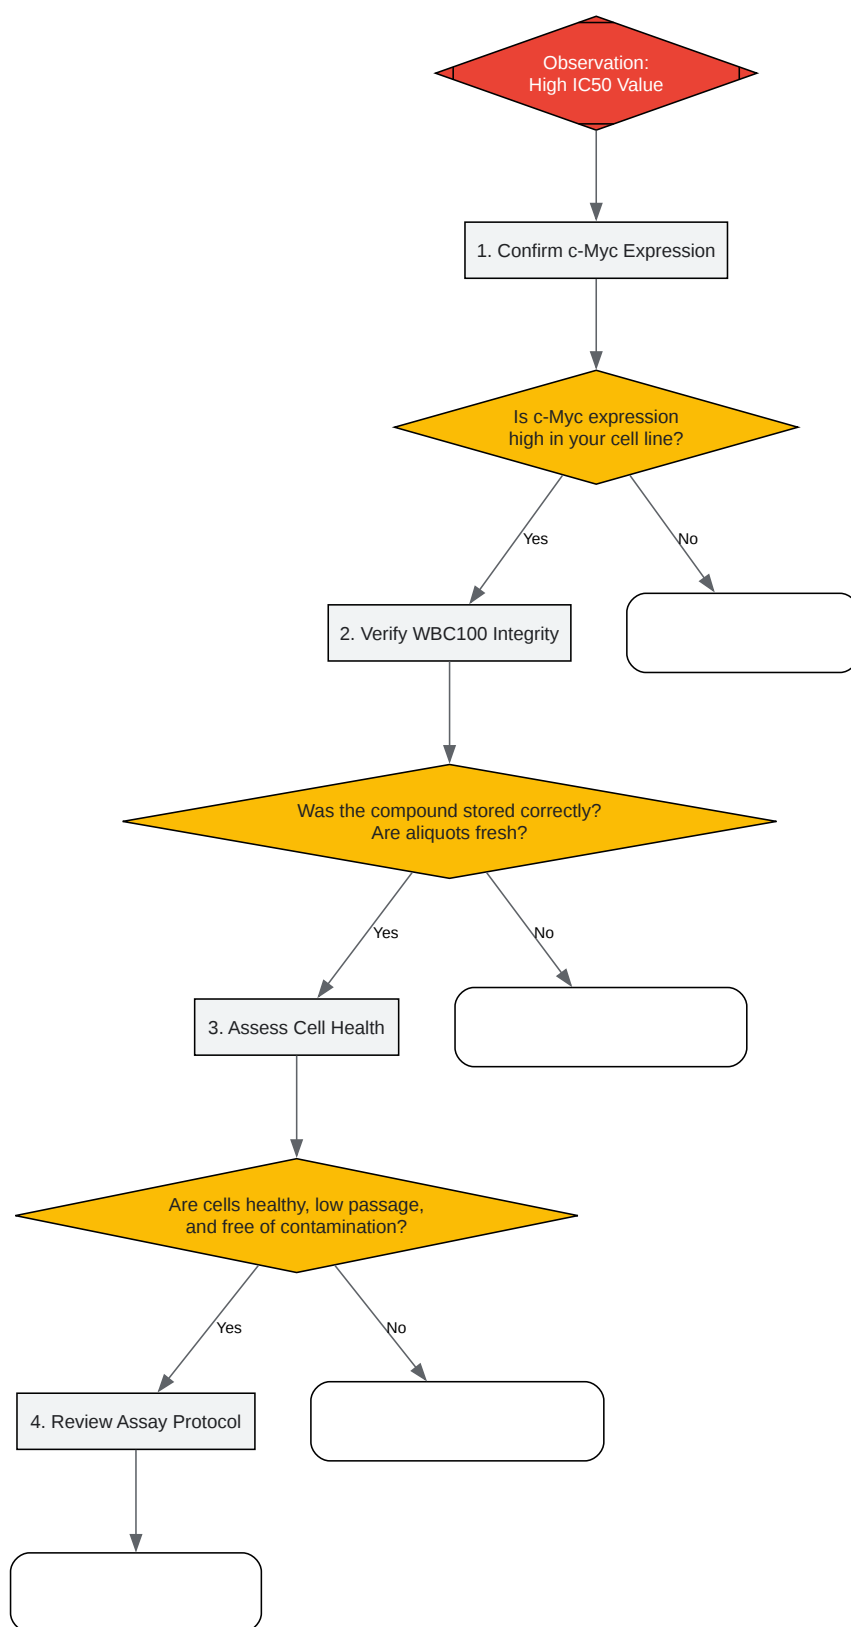 Observation:
High IC50 Value
1. Confirm c-Myc Expression
Is c-Myc expression
high in your cell line?
Yes
No
2. Verify WBC100 Integrity
Was the compound stored correctly?
Are aliquots fresh?
Yes
No
3. Assess Cell Health
Are cells healthy, low passage,
and free of contamination?
Yes
No
4. Review Assay Protocol